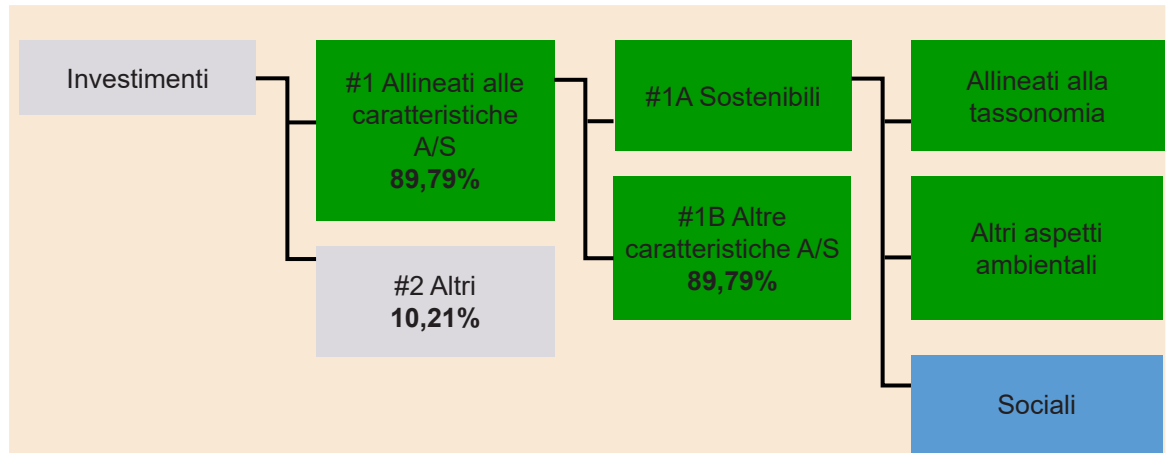 Investimenti
#1 Allineati alle
caratteristiche
A/S
89,79%
#2 Altri
10,21%
#1A Sostenibili
#1B Altre
caratteristiche A/S
89,79%
Allineati alla
tassonomia
Altri aspetti
ambientali
Sociali